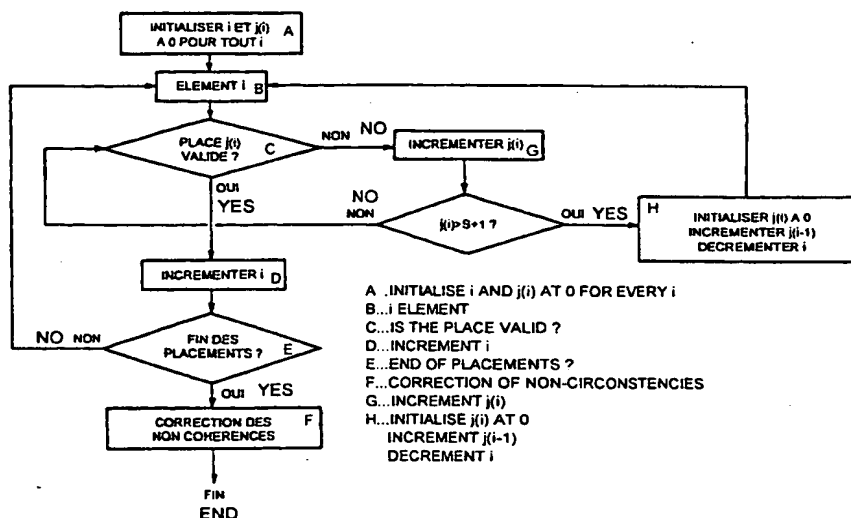 INITIALISER i ET j(i)
A 0 POUR TOUT i
A
ELEMENT i
B
PLACE j(i)
VALIDE ?
C
NON NO
INCREMENTER j(i)
G
OUI
YES
NO
NON
j(i)>S+1 ?
OUI YES
H
INITIALISER j(i) A 0
INCREMENTER j(i-1)
DECREMENTER i
INCREMENTER i
D
NO NON
FIN DES
PLACEMENTS ?
E
OUI YES
CORRECTION DES
NON COHERENCES
F
FIN
END
A .INITIALISE i AND j(i) AT 0 FOR EVERY i
B...i ELEMENT
C...IS THE PLACE VALID ?
D...INCREMENT i
E...END OF PLACEMENTS ?
F...CORRECTION OF NON-CIRCONSTENCIES
G...INCREMENT j(i)
H...INITIALISE j(i) AT 0
INCREMENT j(i-1)
DECREMENT i